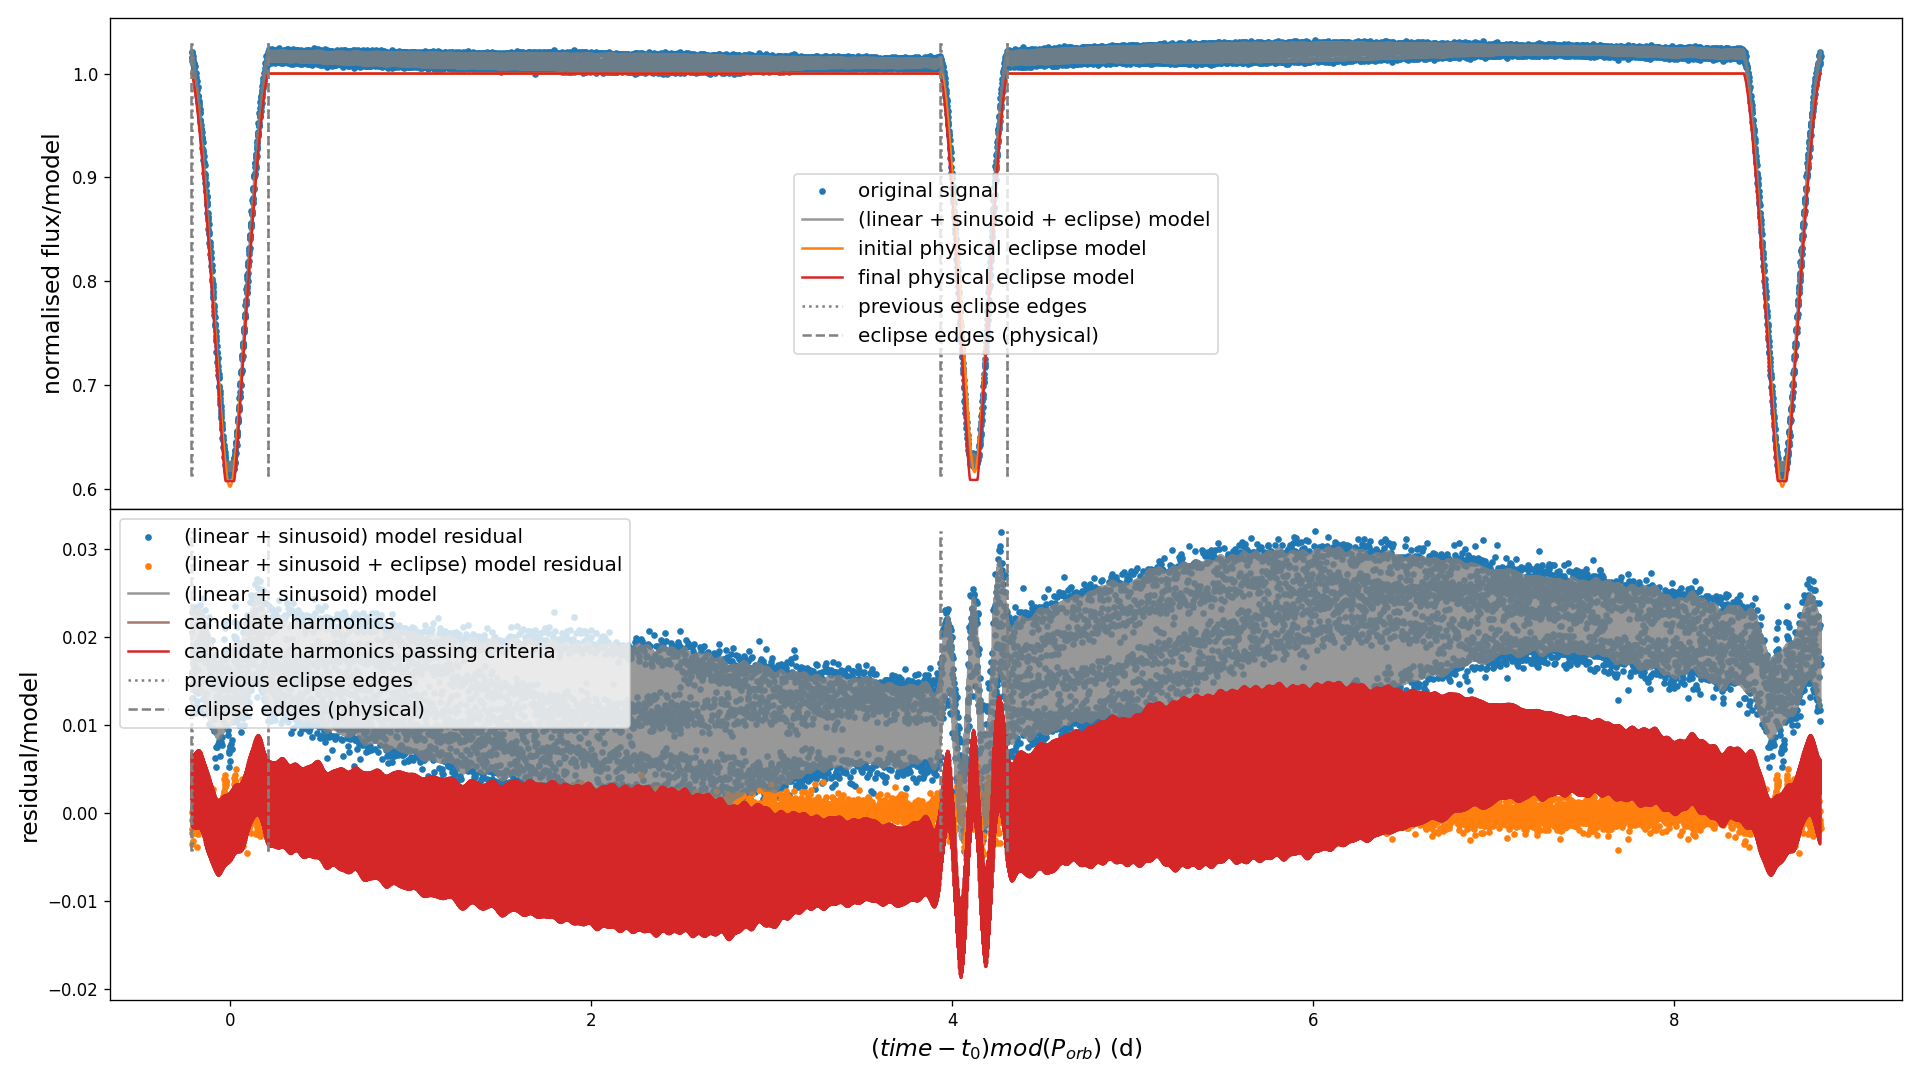 normalised flux/model
1.0
0.9
0.8
0.7
0.6
original signal
(linear + sinusoid + eclipse) model
initial physical eclipse model
final physical eclipse model
previous eclipse edges
eclipse edges (physical)
residual/model
0.03
0.02
0.01
0.00
−0.01
−0.02
(linear + sinusoid) model residual
(linear + sinusoid + eclipse) model residual
(linear + sinusoid) model
candidate harmonics
candidate harmonics passing criteria
previous eclipse edges
eclipse edges (physical)
0 2 4 6 8
(time − t₀)mod(Pₒᵣb) (d)